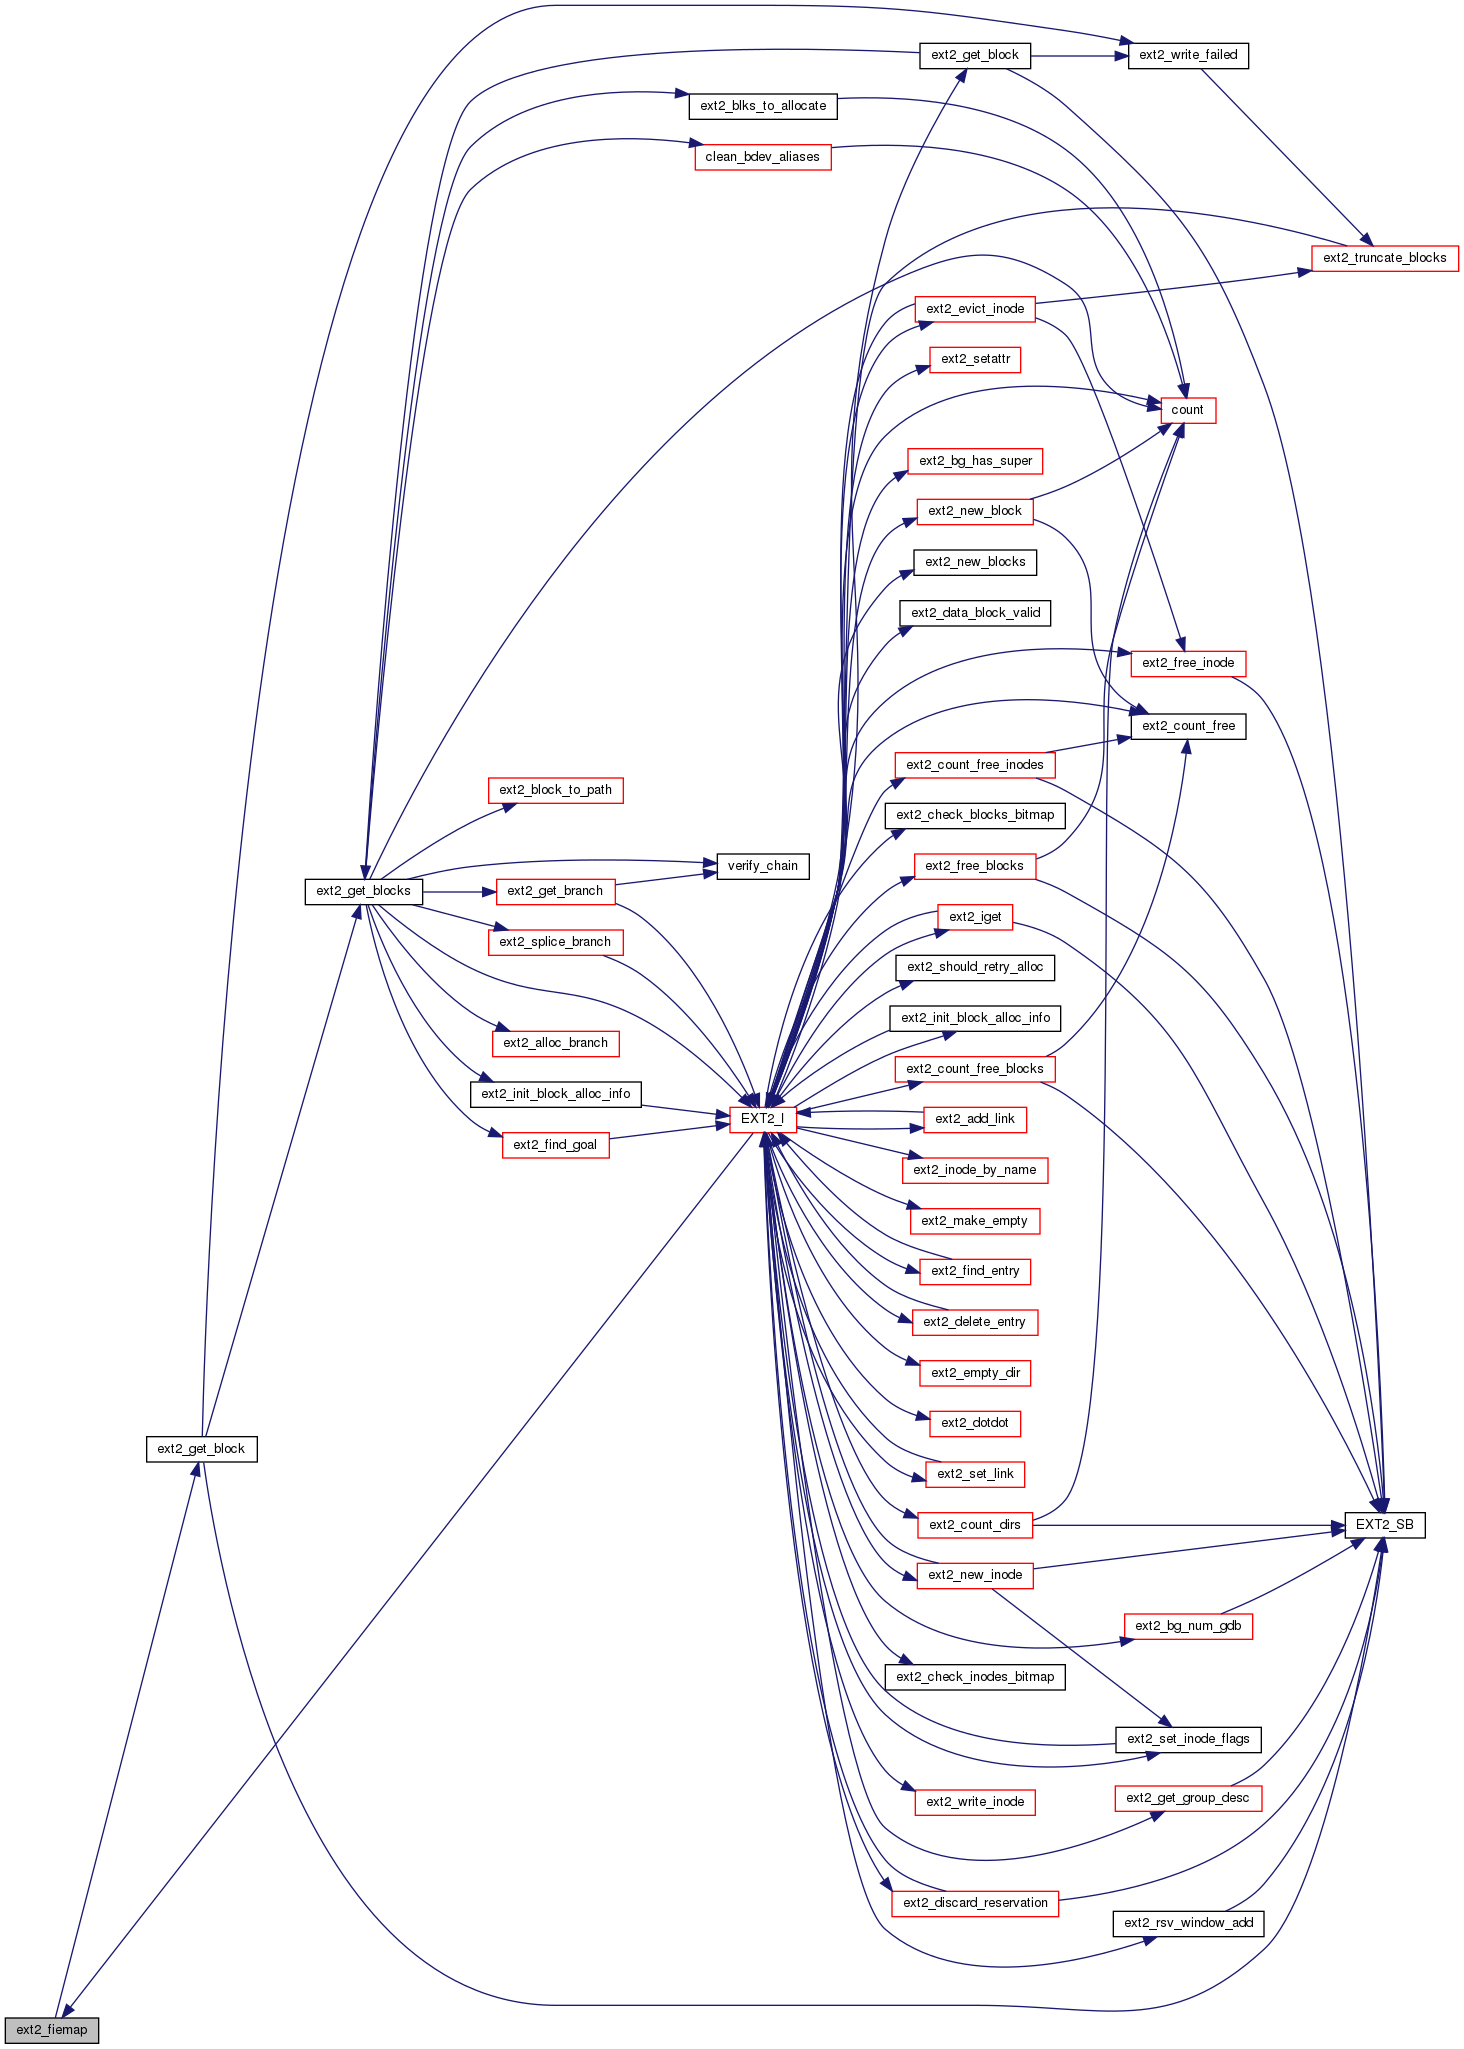 ext2_get_block
ext2_write_failed
ext2_blks_to_allocate
clean_bdev_aliases
ext2_truncate_blocks
ext2_evict_inode
ext2_setattr
count
ext2_bg_has_super
ext2_new_block
ext2_new_blocks
ext2_data_block_valid
ext2_free_inode
ext2_count_free
ext2_count_free_inodes
ext2_block_to_path
ext2_check_blocks_bitmap
verify_chain
ext2_free_blocks
ext2_get_blocks
ext2_get_branch
ext2_iget
ext2_splice_branch
ext2_should_retry_alloc
ext2_init_block_alloc_info
ext2_alloc_branch
ext2_count_free_blocks
ext2_init_block_alloc_info
EXT2_I
ext2_add_link
ext2_find_goal
ext2_inode_by_name
ext2_make_empty
ext2_find_entry
ext2_delete_entry
ext2_empty_dir
ext2_dotdot
ext2_get_block
ext2_set_link
ext2_count_dirs
EXT2_SB
ext2_new_inode
ext2_bg_num_gdb
ext2_check_inodes_bitmap
ext2_set_inode_flags
ext2_get_group_desc
ext2_write_inode
ext2_discard_reservation
ext2_rsv_window_add
ext2_fiemap